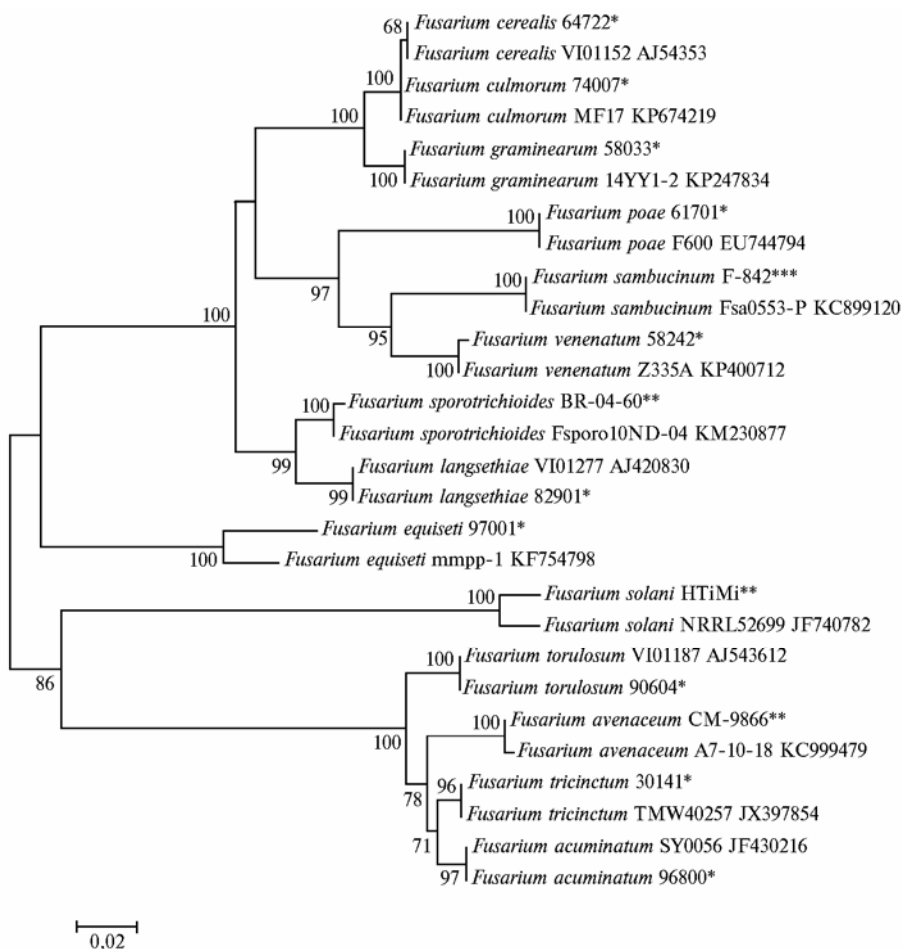 68
Fusarium cerealis 64722*
Fusarium cerealis VI01152 AJ54353
100
Fusarium culmorum 74007*
100
Fusarium culmorum MF17 KP674219
Fusarium graminearum 58033*
100
Fusarium graminearum 14YY1-2 KP247834
100
Fusarium poae 61701*
Fusarium poae F600 EU744794
97
100
Fusarium sambucinum F-842***
Fusarium sambucinum Fsa0553-P KC899120
100
95
Fusarium venenatum 58242*
100
Fusarium venenatum Z335A KP400712
100
Fusarium sporotrichioides BR-04-60**
Fusarium sporotrichioides Fsporo10ND-04 KM230877
99
Fusarium langsethiae VI01277 AJ420830
99
Fusarium langsethiae 82901*
Fusarium equiseti 97001*
100
Fusarium equiseti mmpp-1 KF754798
100
Fusarium solani HTiMi**
Fusarium solani NRRL52699 JF740782
86
100
Fusarium torulosum VI01187 AJ543612
Fusarium torulosum 90604*
100
100
Fusarium avenaceum CM-9866**
Fusarium avenaceum A7-10-18 KC999479
78
96
Fusarium tricinctum 30141*
Fusarium tricinctum TMW40257 JX397854
71
Fusarium acuminatum SY0056 JF430216
97
Fusarium acuminatum 96800*
0.02